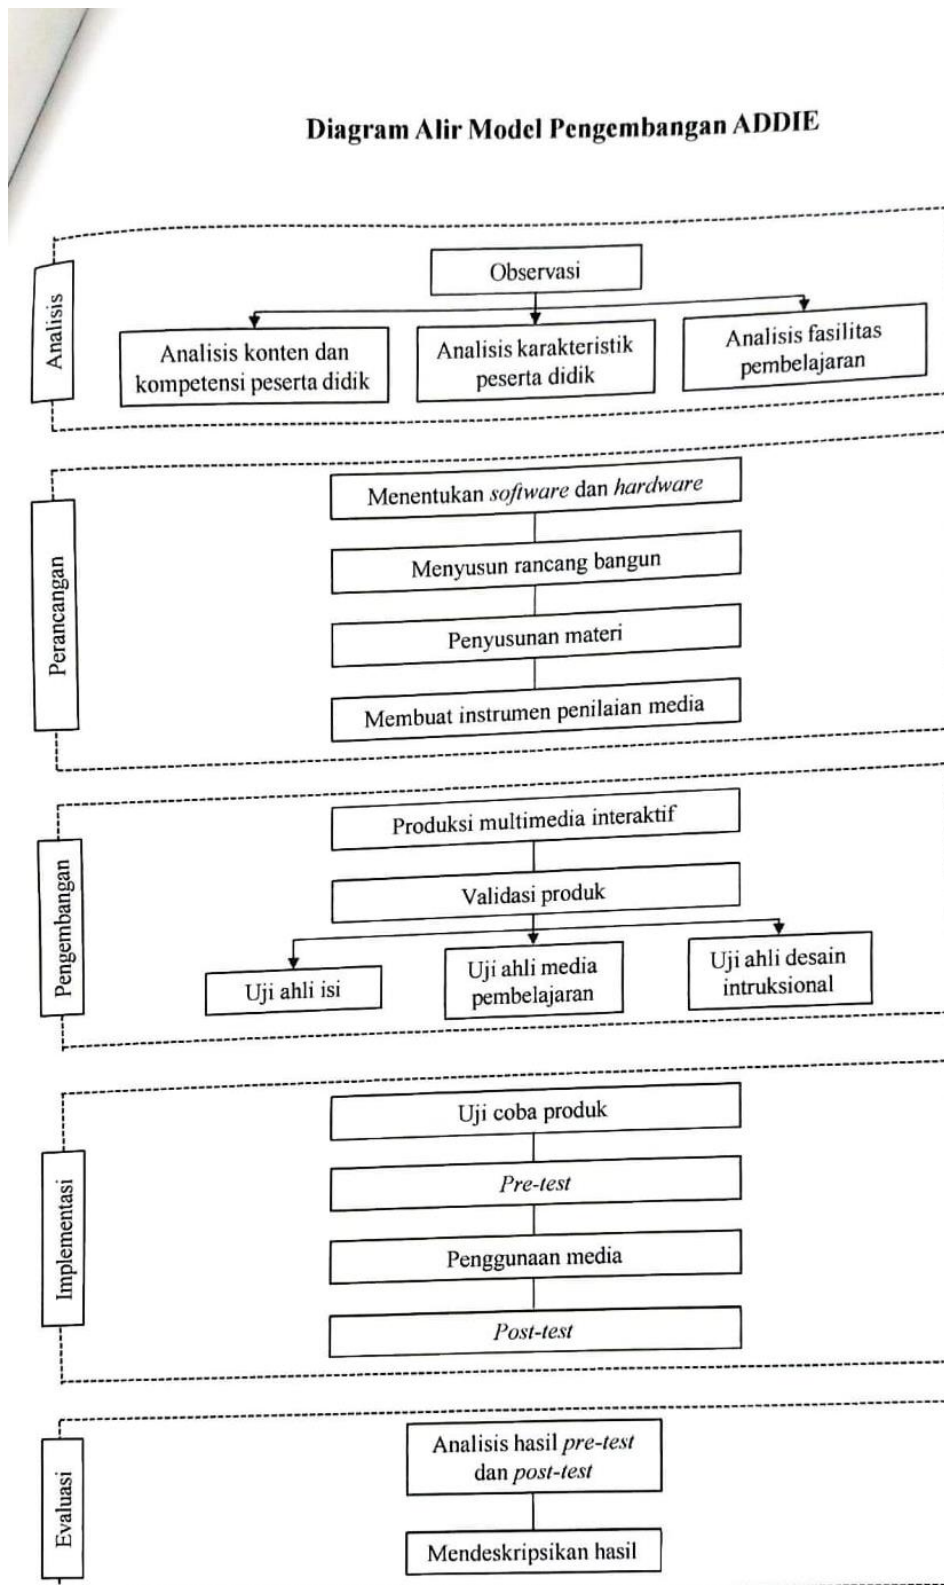 Diagram Alir Model Pengembangan ADDIE
Analisis
Observasi
Analisis konten dan
kompetensi peserta didik
Analisis karakteristik
peserta didik
Analisis fasilitas
pembelajaran
Perancangan
Menentukan software dan hardware
Menyusun rancang bangun
Penyusunan materi
Membuat instrumen penilaian media
Pengembangan
Produksi multimedia interaktif
Validasi produk
Uji ahli isi
Uji ahli media
pembelajaran
Uji ahli desain
intruksional
Implementasi
Uji coba produk
Pre-test
Penggunaan media
Post-test
Evaluasi
Analisis hasil pre-test
dan post-test
Mendeskripsikan hasil